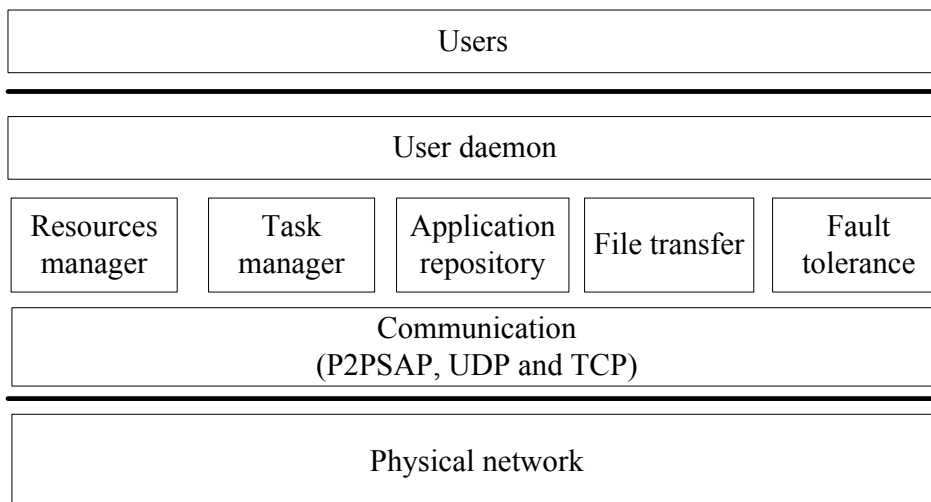 Users
User daemon
Resources
manager
Task
manager
Application
repository
File transfer
Fault
tolerance
Communication
(P2PSAP, UDP and TCP)
Physical network